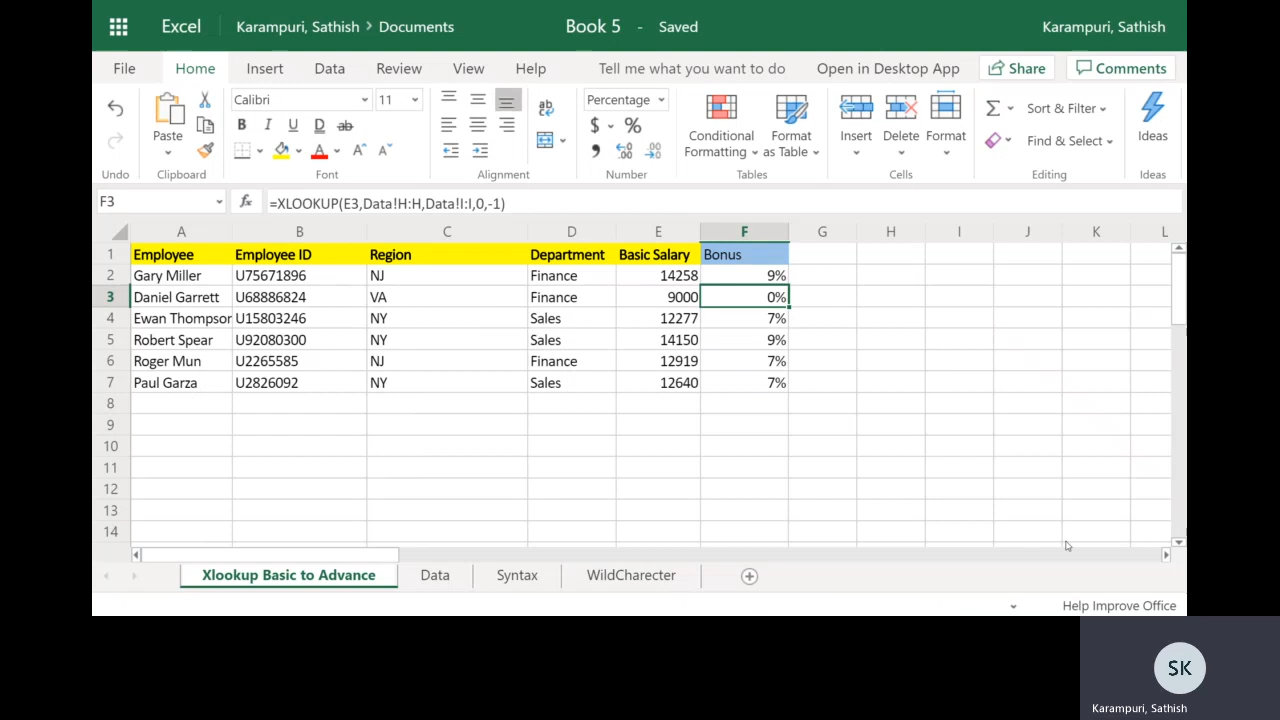 Excel Karampuri, Sathish > Documents Book 5 - Saved Karampuri, Sathish
File Home Insert Data Review View Help Tell me what you want to do Open in Desktop App Share Comments
Paste Calibri 11 B I U D ab ab Percentage $ % Conditional Formatting Format as Table Insert Delete Format Σ Sort & Filter Find & Select Ideas
Undo Clipboard Font Alignment Number Tables Cells Editing Ideas
F3 fx =XLOOKUP(E3,Data!H:H,Data!I:I,0,-1)
A B C D E F G H I J K L
1 Employee Employee ID Region Department Basic Salary Bonus
2 Gary Miller U75671896 NJ Finance 14258 9%
3 Daniel Garrett U68886824 VA Finance 9000 0%
4 Ewan Thompson U15803246 NY Sales 12277 7%
5 Robert Spear U92080300 NY Sales 14150 9%
6 Roger Mun U2265585 NJ Finance 12919 7%
7 Paul Garza U2826092 NY Sales 12640 7%
8
9
10
11
12
13
14
Xlookup Basic to Advance Data Syntax WildCharecter
Help Improve Office
SK
Karampuri, Sathish